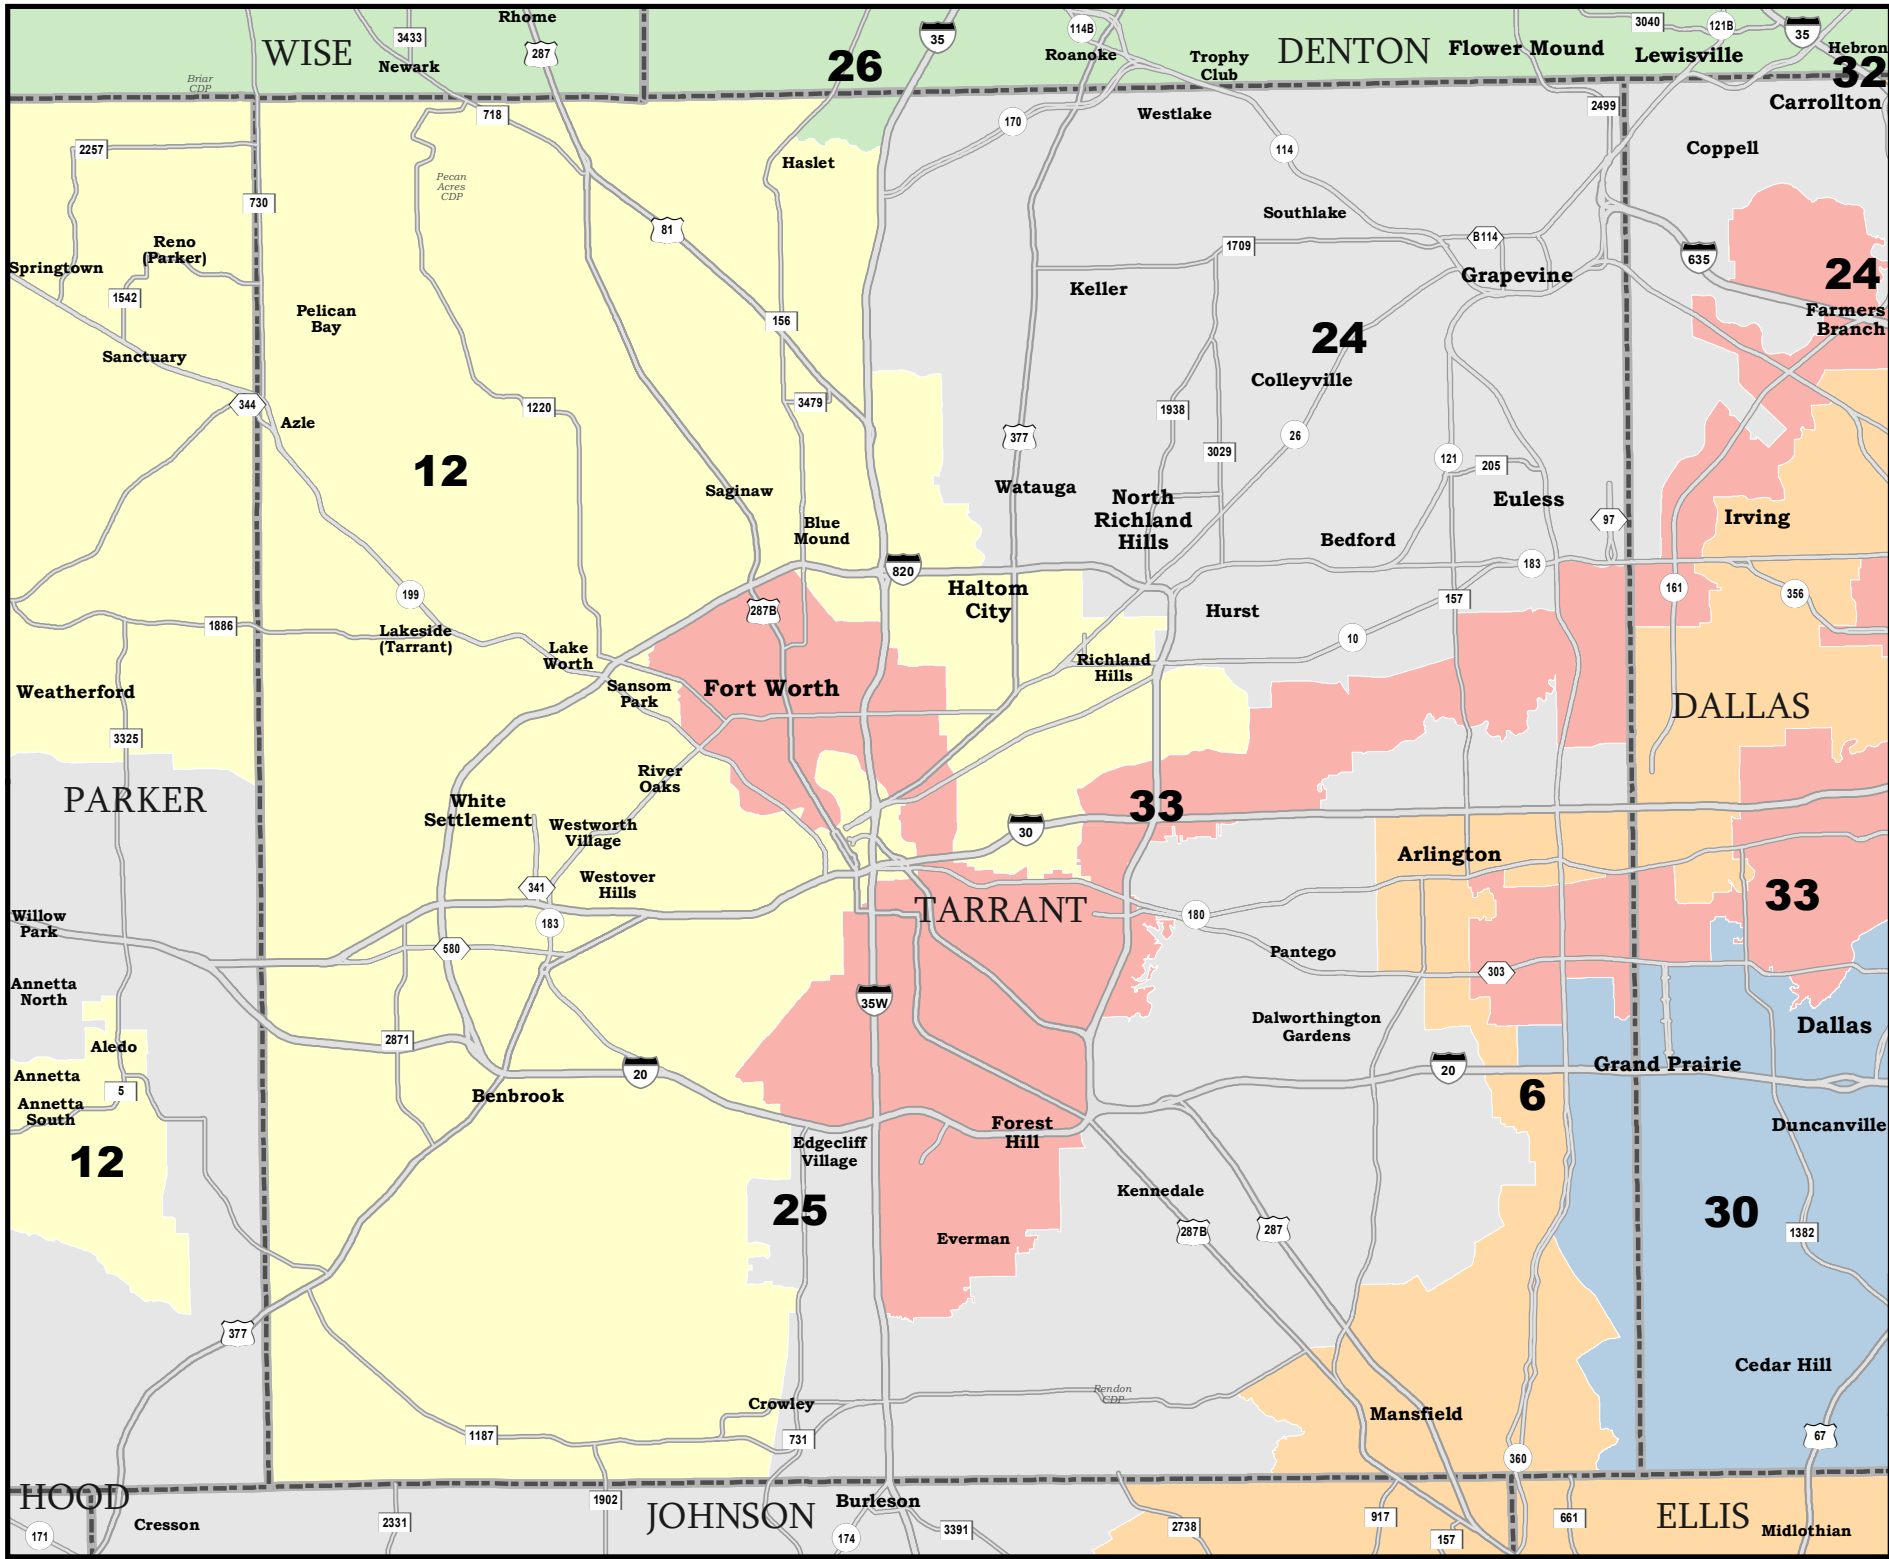 Rhome
3433
WISE
Newark
287
26
35
114B
Roanoke
Trophy
Club
DENTON
Flower Mound
3040
121B
35
Lewisville
Hebron
32
Carrollton
Briar
CDP
718
170
Westlake
2499
2257
Haslet
114
Coppell
Pecan
Acres
CDP
730
81
Southlake
B114
1709
635
Reno
(Parker)
Springtown
1542
Grapevine
24
Farmers
Branch
Keller
Pelican
Bay
156
24
Sanctuary
Colleyville
344
Azle
1220
3479
1938
377
26
3029
121
205
12
Saginaw
Watauga
North
Richland
Hills
Euless
97
Irving
Blue
Mound
Bedford
820
183
Haltom
City
199
287B
157
161
356
Hurst
1886
Lakeside
(Tarrant)
10
Lake
Worth
Richland
Hills
Sansom
Park
Fort Worth
Weatherford
DALLAS
3325
River
Oaks
PARKER
White
Settlement
33
Westworth
Village
30
Arlington
341
Westover
Hills
33
183
TARRANT
180
Willow
Park
580
Pantego
303
Annetta
North
35W
Dalworthington
Gardens
Dallas
Aledo
2871
Annetta
5
20
20
Grand Prairie
Annetta
South
Benbrook
6
Forest
Hill
Duncanville
12
Edgecliff
Village
25
Kennedale
30
Everman
287B
287
1382
377
Cedar Hill
Rendon
CDP
Crowley
Mansfield
1187
731
67
360
HOOD
1902
JOHNSON
Burleson
ELLIS
171
Cresson
2331
174
3391
2738
917
157
661
Midlothian